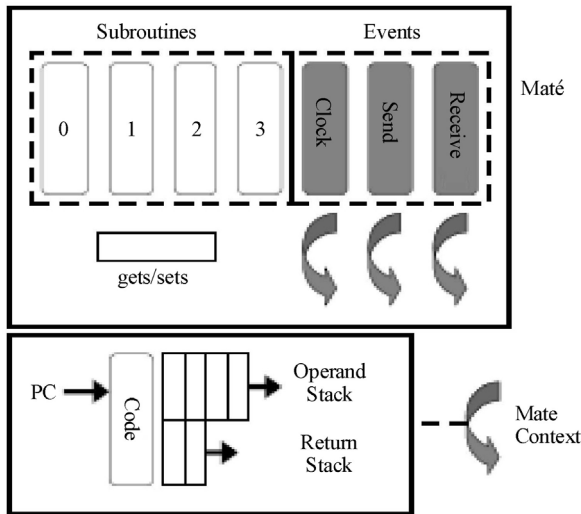 Subroutines Events
Maté
0 1 2 3 Clock Send Receive
gets/sets
PC
Code
Operand
Stack
Return
Stack
Mate
Context